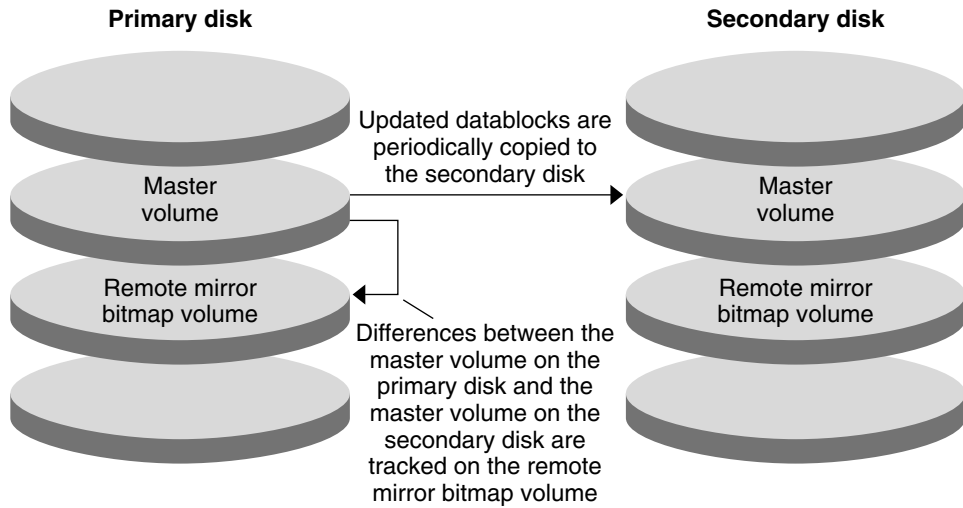 Primary disk
Secondary disk
Updated datablocks are
periodically copied to
the secondary disk
Master
volume
Master
volume
Remote mirror
bitmap volume
Remote mirror
bitmap volume
Differences between the
master volume on the
primary disk and the
master volume on the
secondary disk are
tracked on the remote
mirror bitmap volume